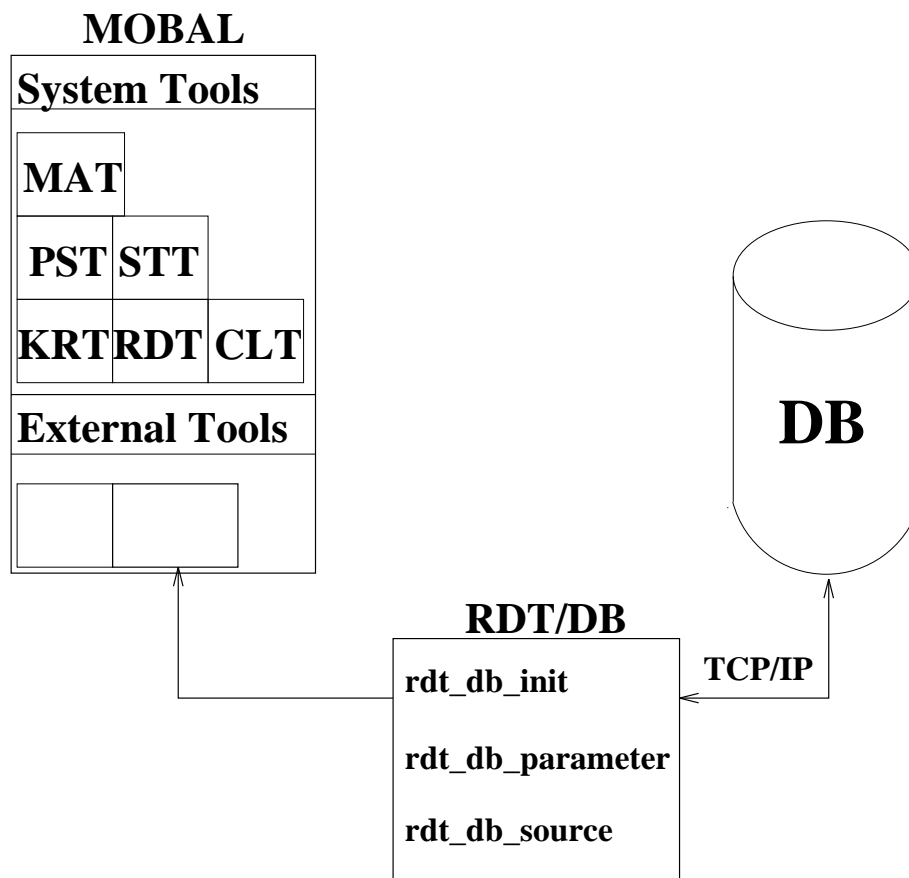 MOBAL
System Tools
MAT
PST STT
KRT RDT CLT
External Tools
DB
RDT/DB
TCP/IP
rdt_db_init
rdt_db_parameter
rdt_db_source